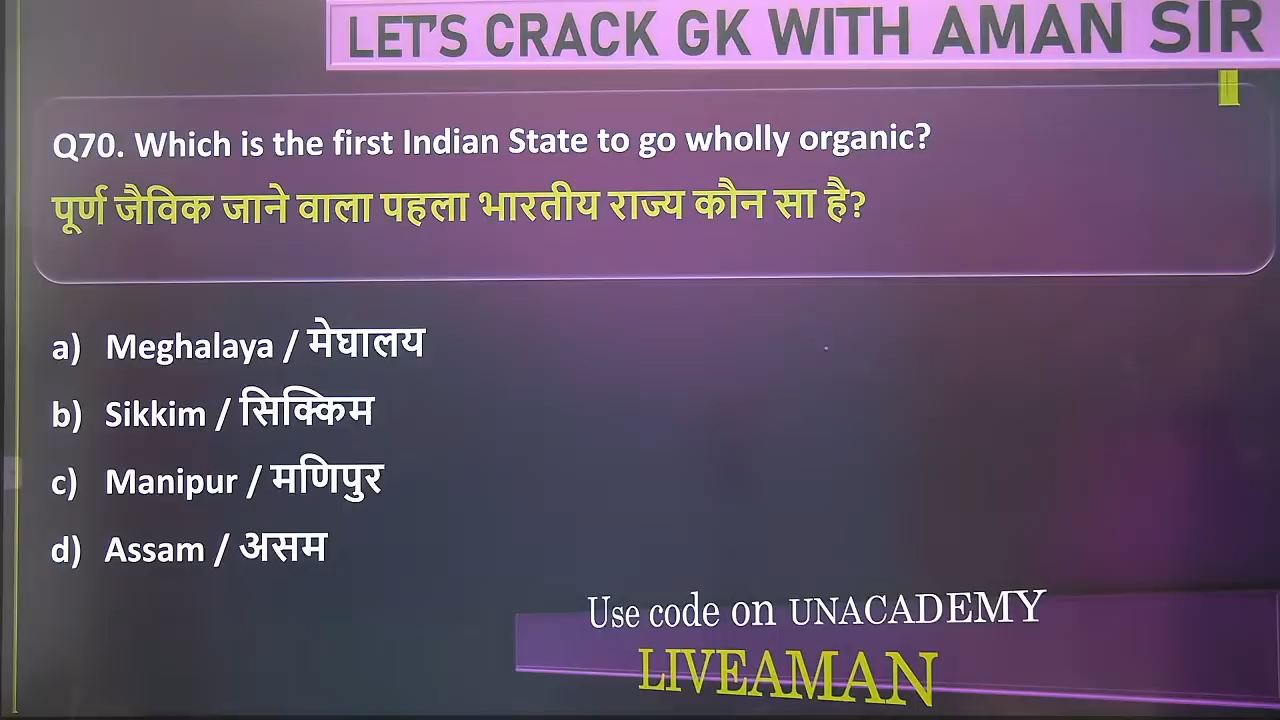 LET'S CRACK GK WITH AMAN SIR
Q70. Which is the first Indian State to go wholly organic?
पूर्ण जैविक जाने वाला पहला भारतीय राज्य कौन सा है?
a) Meghalaya / मेघालय
b) Sikkim / सिक्किम
c) Manipur / मणिपुर
d) Assam / असम
Use code on UNACADEMY
LIVEAMAN